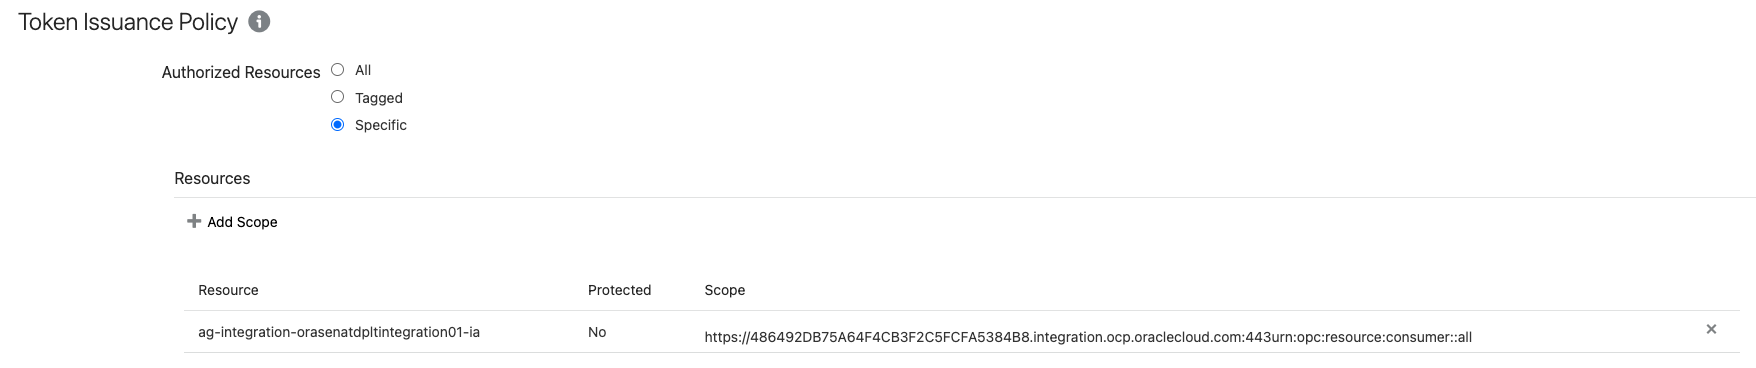 Token Issuance Policy
Authorized Resources
All
Tagged
Specific
Resources
Add Scope
Resource Protected Scope
ag-integration-orasenatdpltintegration01-ia No https://486492DB75A64F4CB3F2C5FCFA5384B8.integration.ocp.oraclecloud.com:443urn:opc:resource:consumer::all